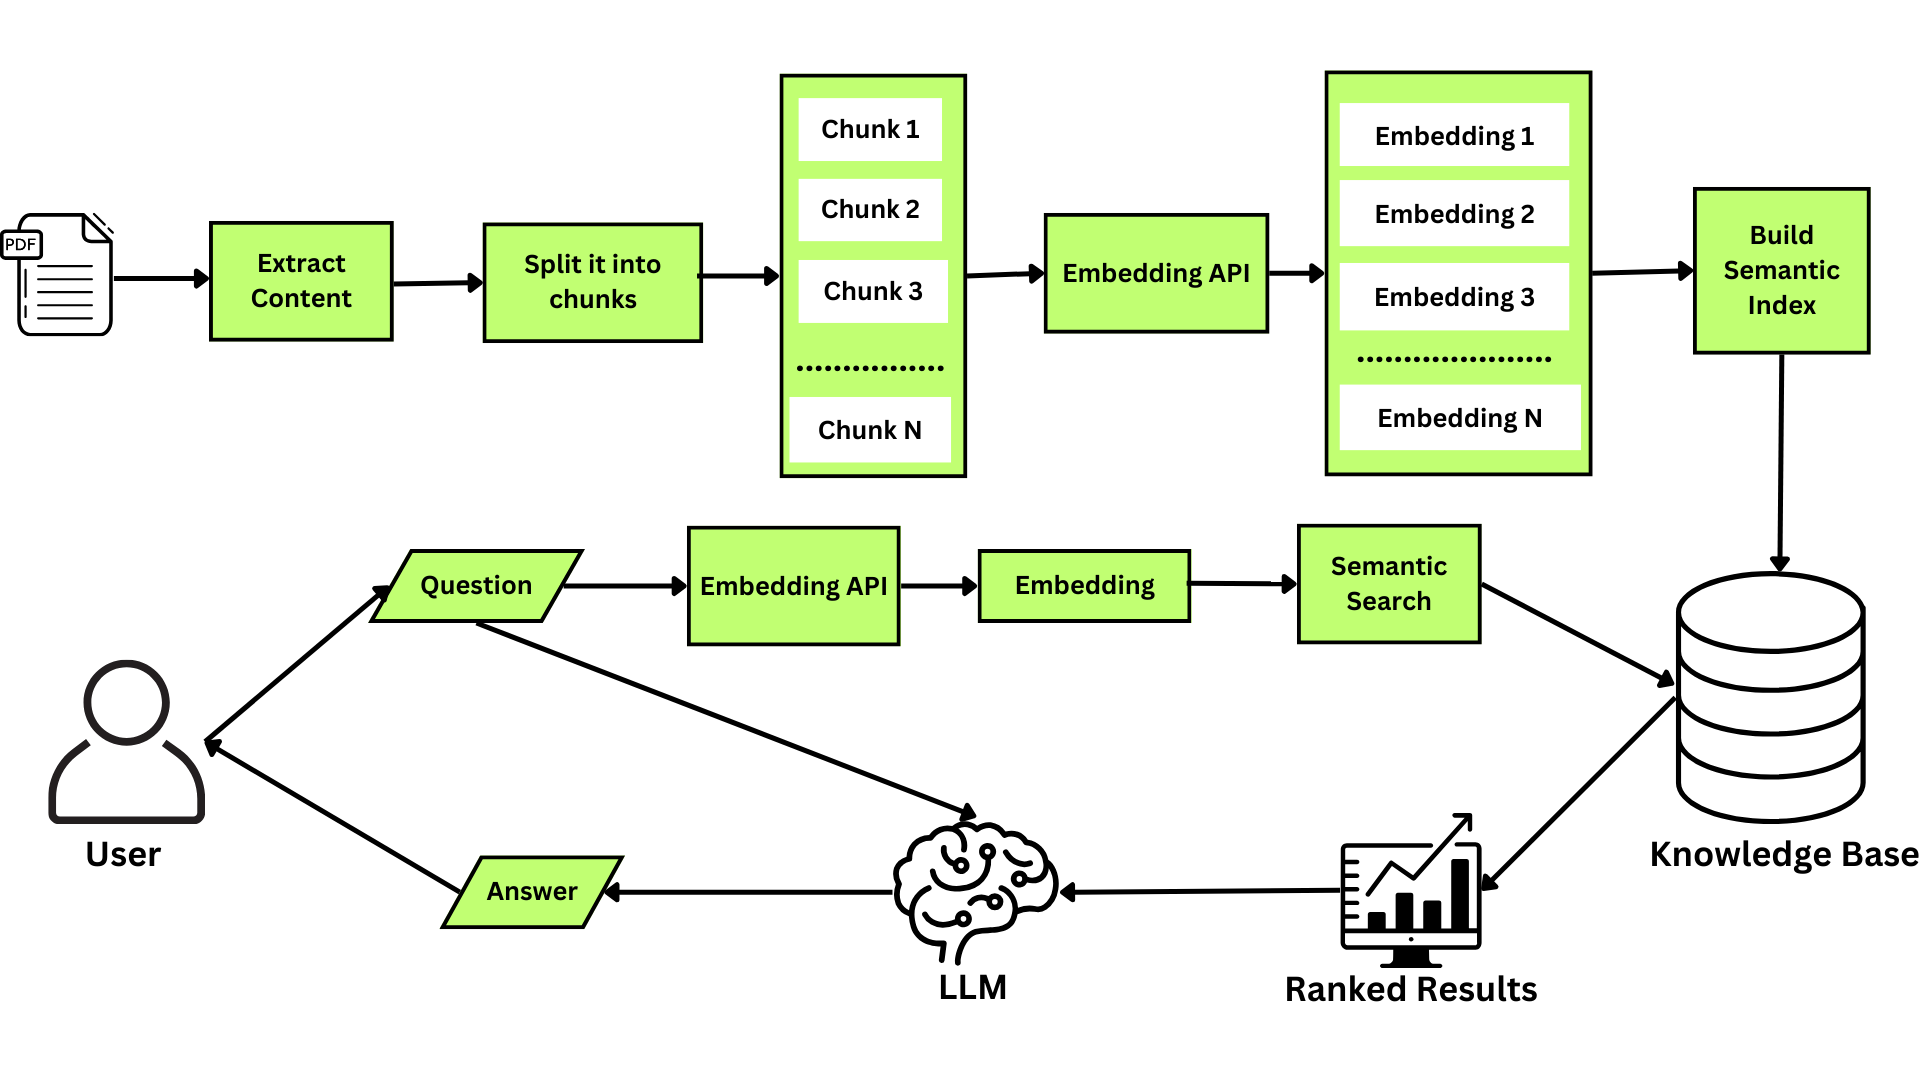 PDF
Extract
Content
Split it into
chunks
Chunk 1
Chunk 2
Chunk 3
Chunk N
Embedding API
Embedding 1
Embedding 2
Embedding 3
Embedding N
Build
Semantic
Index
Question
Embedding API
Embedding
Semantic
Search
User
Knowledge Base
Answer
LLM
Ranked Results